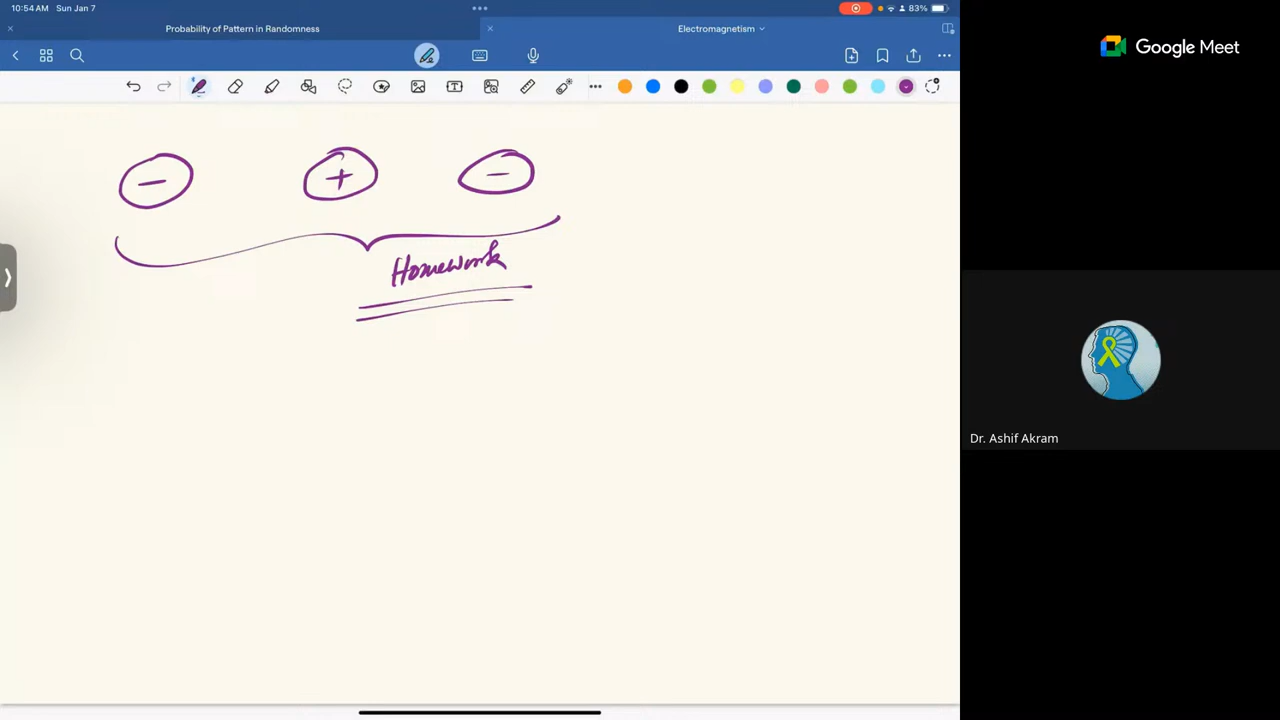 10:54 AM Sun Jan 7
83%
Probability of Pattern in Randomness
Electromagnetism
Google Meet
− + −
Homework
Dr. Ashif Akram